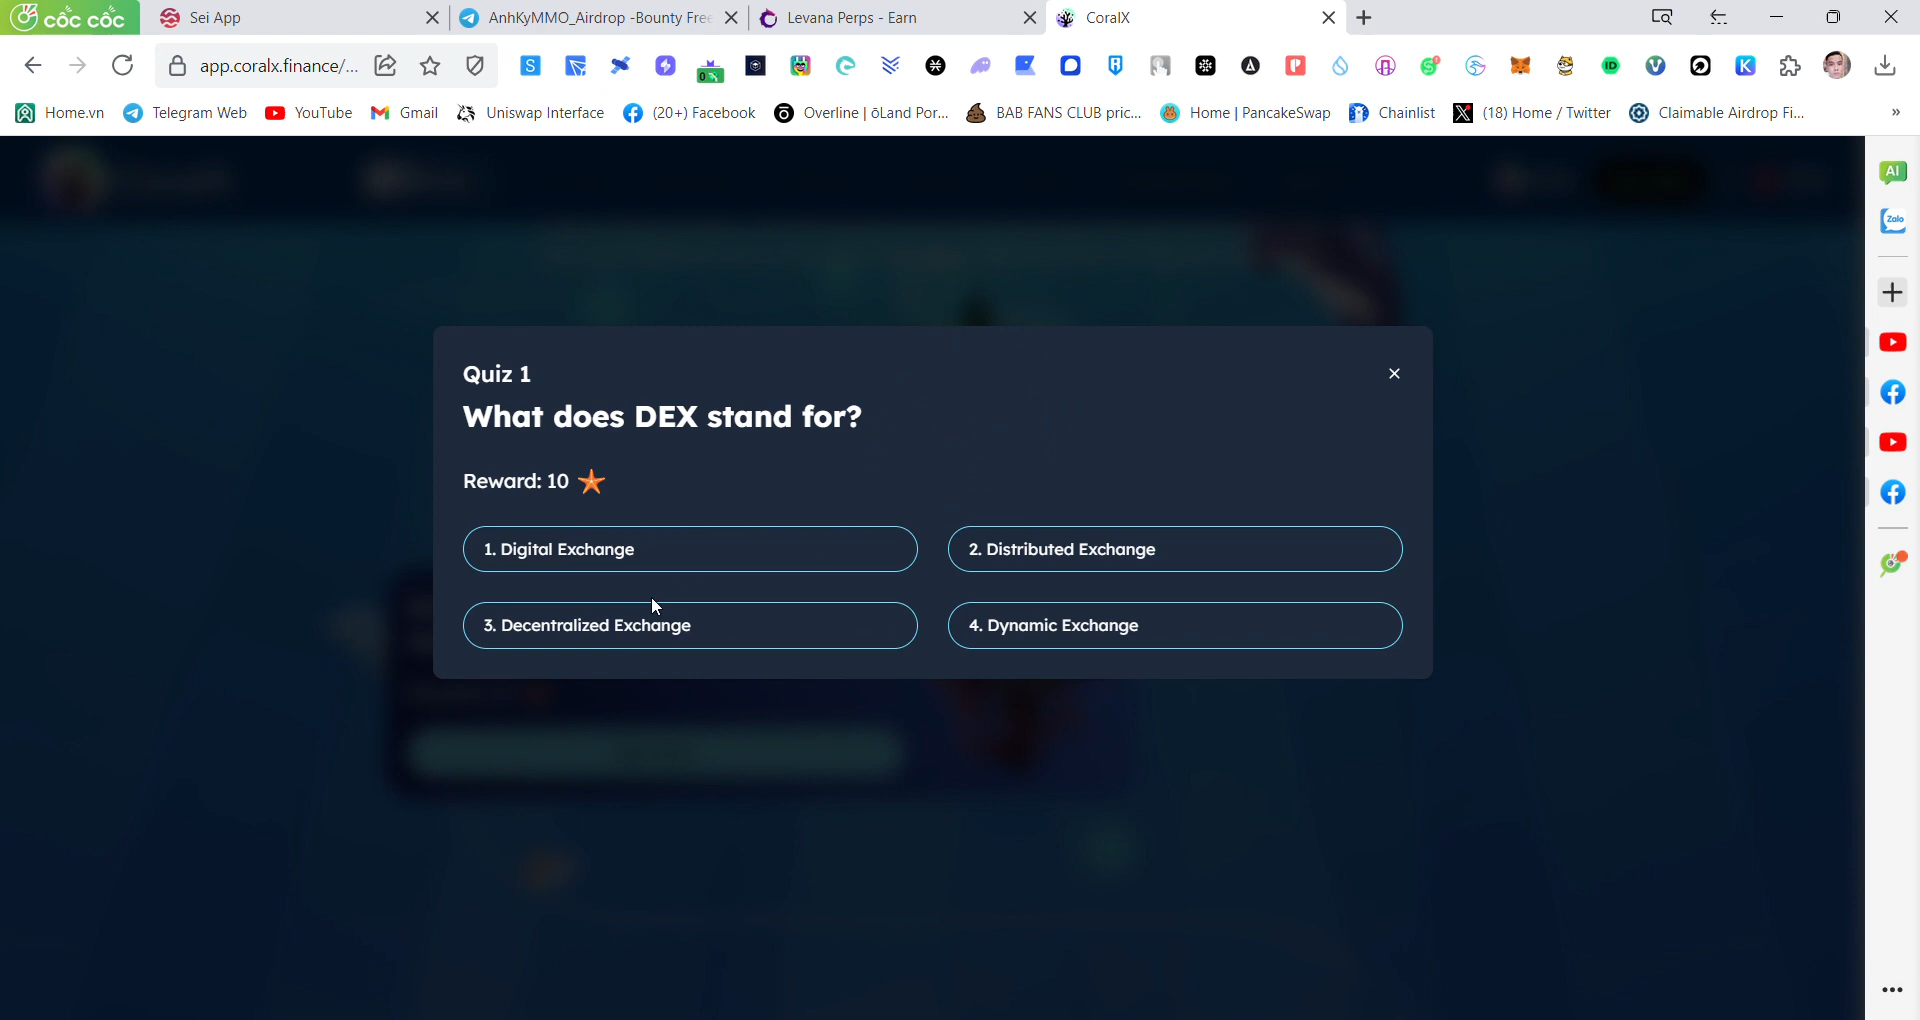 cốc cốc
Sei App
AnhKyMMO_Airdrop -Bounty Fre
Levana Perps - Earn
CoralX
app.coralx.finance/...
Home.vn
Telegram Web
YouTube
Gmail
Uniswap Interface
(20+) Facebook
Overline | ōLand Por...
BAB FANS CLUB pric...
Home | PancakeSwap
Chainlist
(18) Home / Twitter
Claimable Airdrop Fi...
AI
Zalo
Quiz 1
What does DEX stand for?
Reward: 10
1. Digital Exchange
2. Distributed Exchange
3. Decentralized Exchange
4. Dynamic Exchange